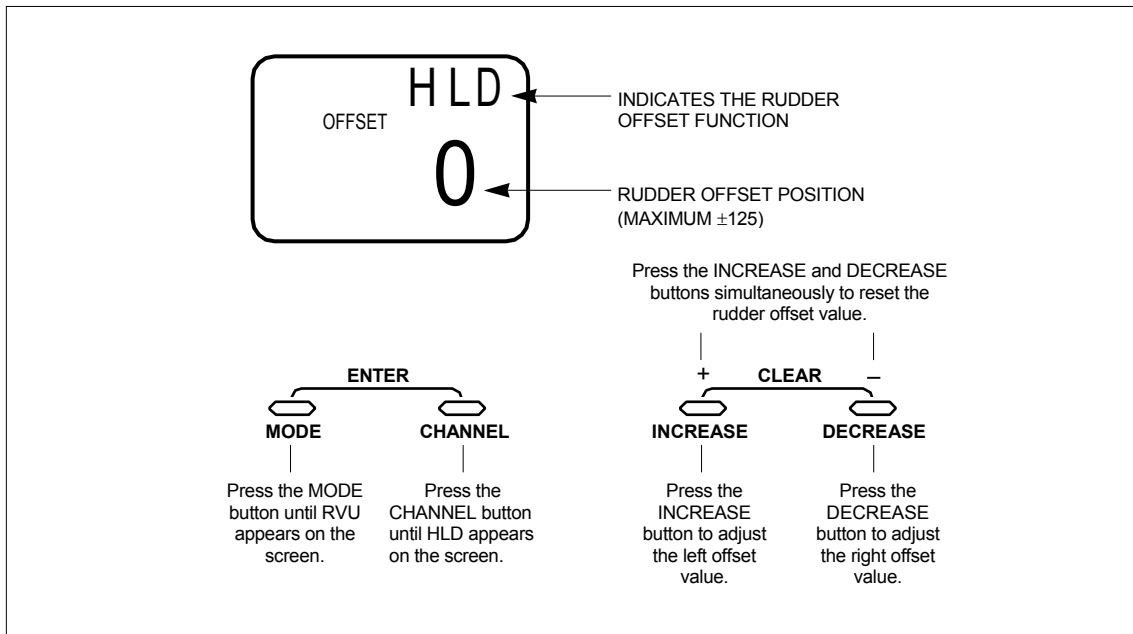 HLD
INDICATES THE RUDDER
OFFSET FUNCTION
OFFSET
0
RUDDER OFFSET POSITION
(MAXIMUM ±125)
Press the INCREASE and DECREASE
buttons simultaneously to reset the
rudder offset value.
ENTER
+ CLEAR –
MODE
CHANNEL
INCREASE
DECREASE
Press the MODE
button until RVU
appears on the
screen.
Press the
CHANNEL button
until HLD appears
on the screen.
Press the
INCREASE
button to adjust
the left offset
value.
Press the
DECREASE
button to adjust
the right offset
value.